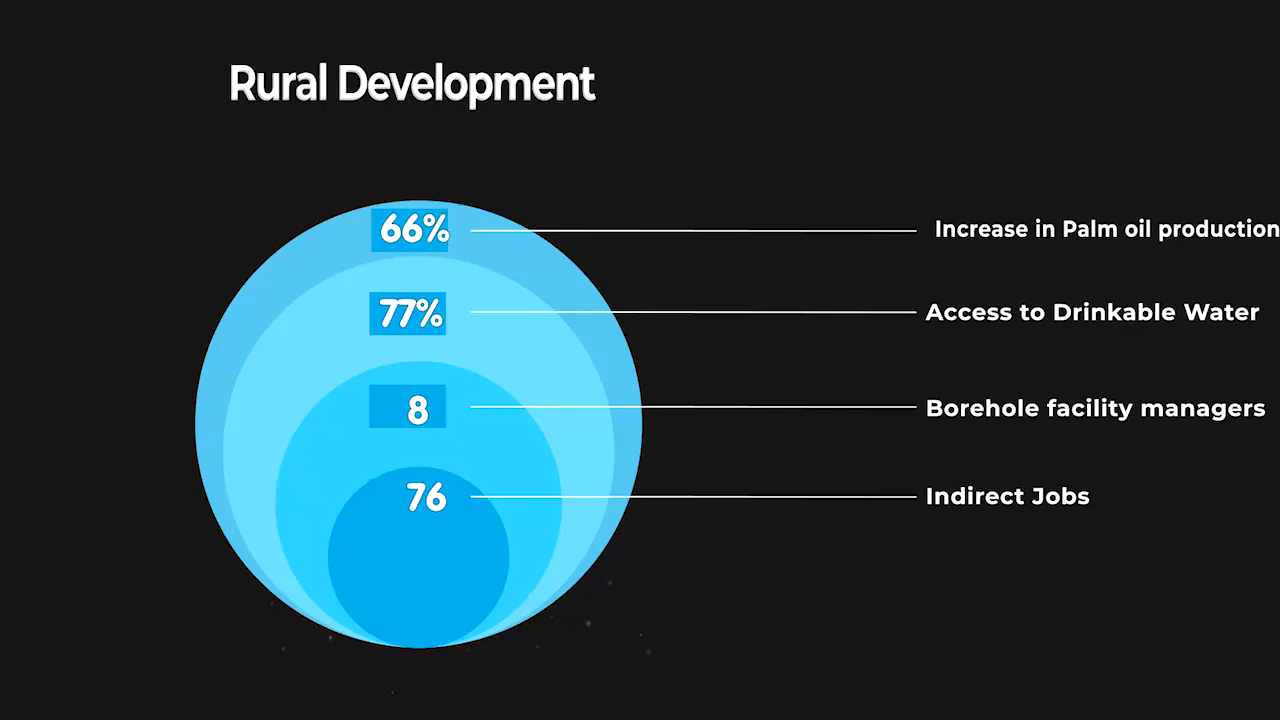 Rural Development
66% Increase in Palm oil production
77% Access to Drinkable Water
8 Borehole facility managers
76 Indirect Jobs